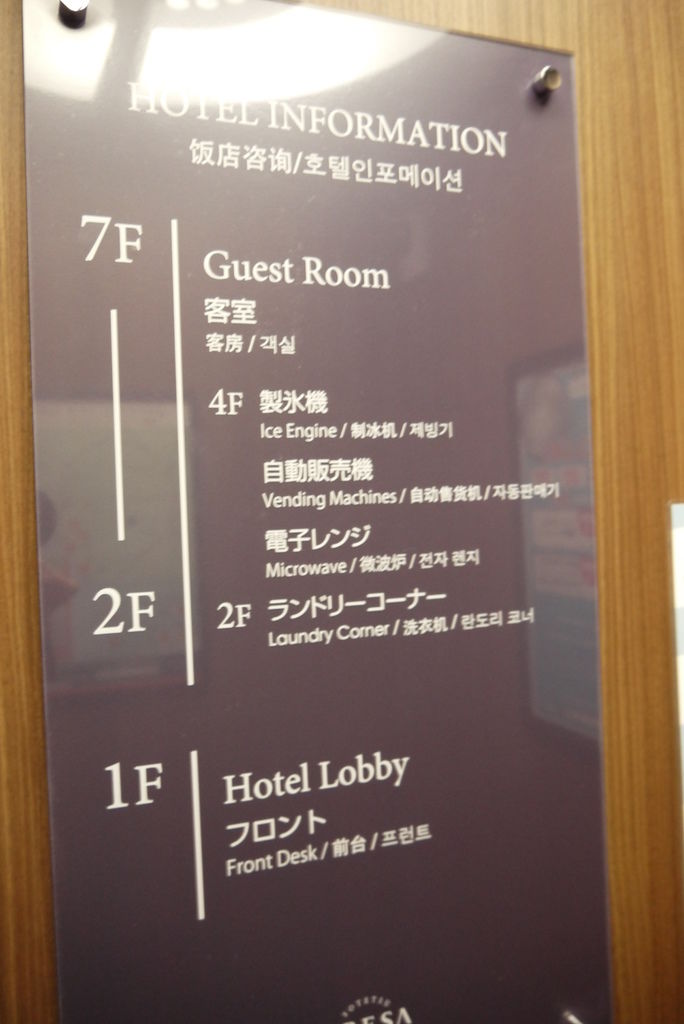 HOTEL INFORMATION
饭店咨询/호텔인포메이션
7F
Guest Room
客室
客房 / 객실
4F 製氷機
Ice Engine / 制冰机 / 제빙기
自動販売機
Vending Machines / 自动售货机 / 자동판매기
電子レンジ
Microwave / 微波炉 / 전자 렌지
2F
2F ランドリーコーナー
Laundry Corner / 洗衣机 / 란도리 코너
1F
Hotel Lobby
フロント
Front Desk / 前台 / 프런트